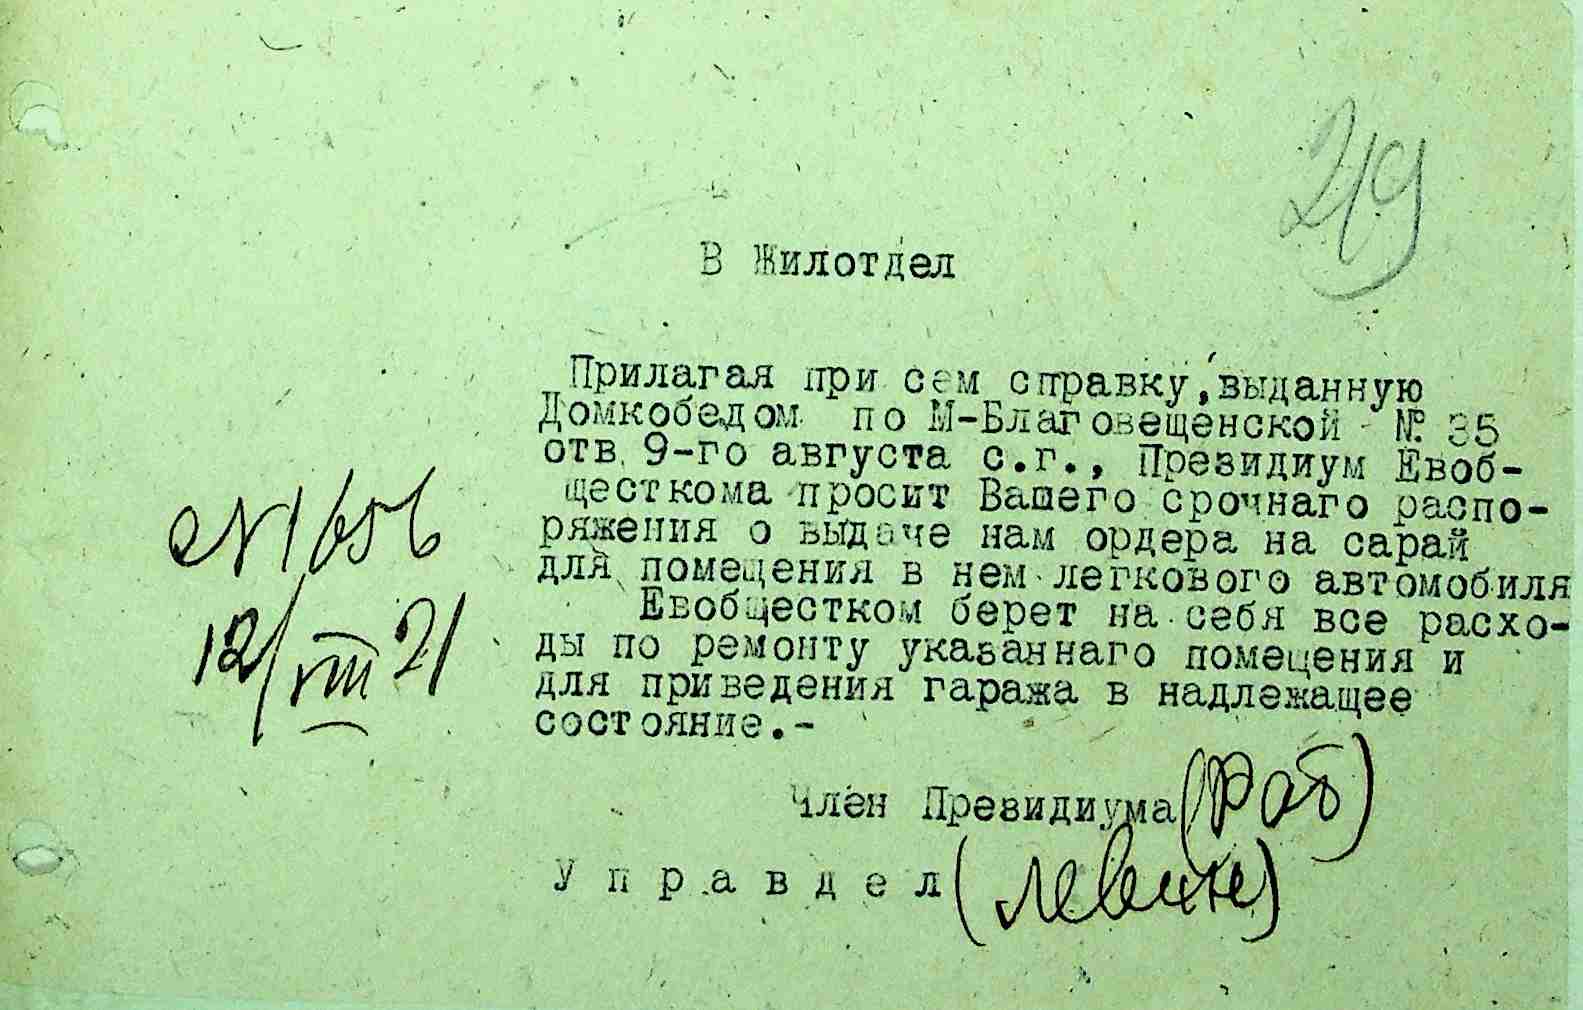 219
В Жилотдел
Прилагая при сем справку, выданную
Домкобедом по М-Благовещенской № 35
отв. 9-го августа с.г., Президиум Евоб-
щесткома просит Вашего срочнаго распо-
ряжения о выдаче нам ордера на сарай
для помещения в нем легкового автомобиля
Евобщестком берет на себя все расхо-
ды по ремонту указаннаго помещения и
для приведения гаража в надлежащее
состояние.-
№ 1656
12/VIII 21
Член Президиума (Раб)
Управдел (Левин)